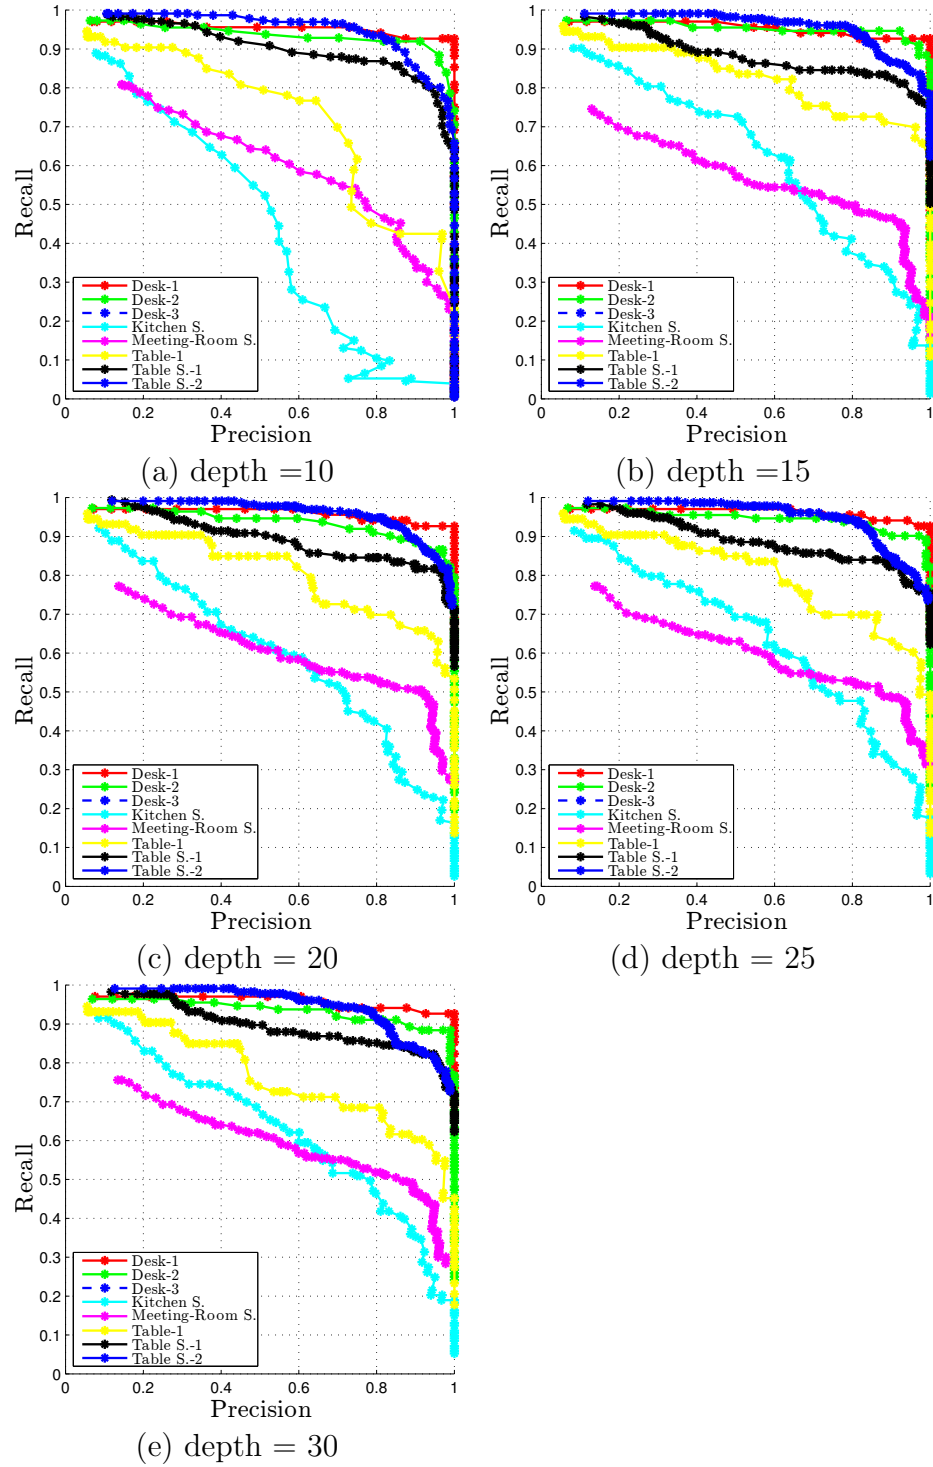 1
0.9
0.8
0.7
0.6
0.5
0.4
0.3
0.2
0.1
0
Recall
Desk-1
Desk-2
Desk-3
Kitchen S.
Meeting-Room S.
Table-1
Table S.-1
Table S.-2
0 0.2 0.4 0.6 0.8 1
Precision
(a) depth =10
1
0.9
0.8
0.7
0.6
0.5
0.4
0.3
0.2
0.1
0
Recall
Desk-1
Desk-2
Desk-3
Kitchen S.
Meeting-Room S.
Table-1
Table S.-1
Table S.-2
0 0.2 0.4 0.6 0.8 1
Precision
(b) depth =15
1
0.9
0.8
0.7
0.6
0.5
0.4
0.3
0.2
0.1
0
Recall
Desk-1
Desk-2
Desk-3
Kitchen S.
Meeting-Room S.
Table-1
Table S.-1
Table S.-2
0 0.2 0.4 0.6 0.8 1
Precision
(c) depth = 20
1
0.9
0.8
0.7
0.6
0.5
0.4
0.3
0.2
0.1
0
Recall
Desk-1
Desk-2
Desk-3
Kitchen S.
Meeting-Room S.
Table-1
Table S.-1
Table S.-2
0 0.2 0.4 0.6 0.8 1
Precision
(d) depth = 25
1
0.9
0.8
0.7
0.6
0.5
0.4
0.3
0.2
0.1
0
Recall
Desk-1
Desk-2
Desk-3
Kitchen S.
Meeting-Room S.
Table-1
Table S.-1
Table S.-2
0 0.2 0.4 0.6 0.8 1
Precision
(e) depth = 30